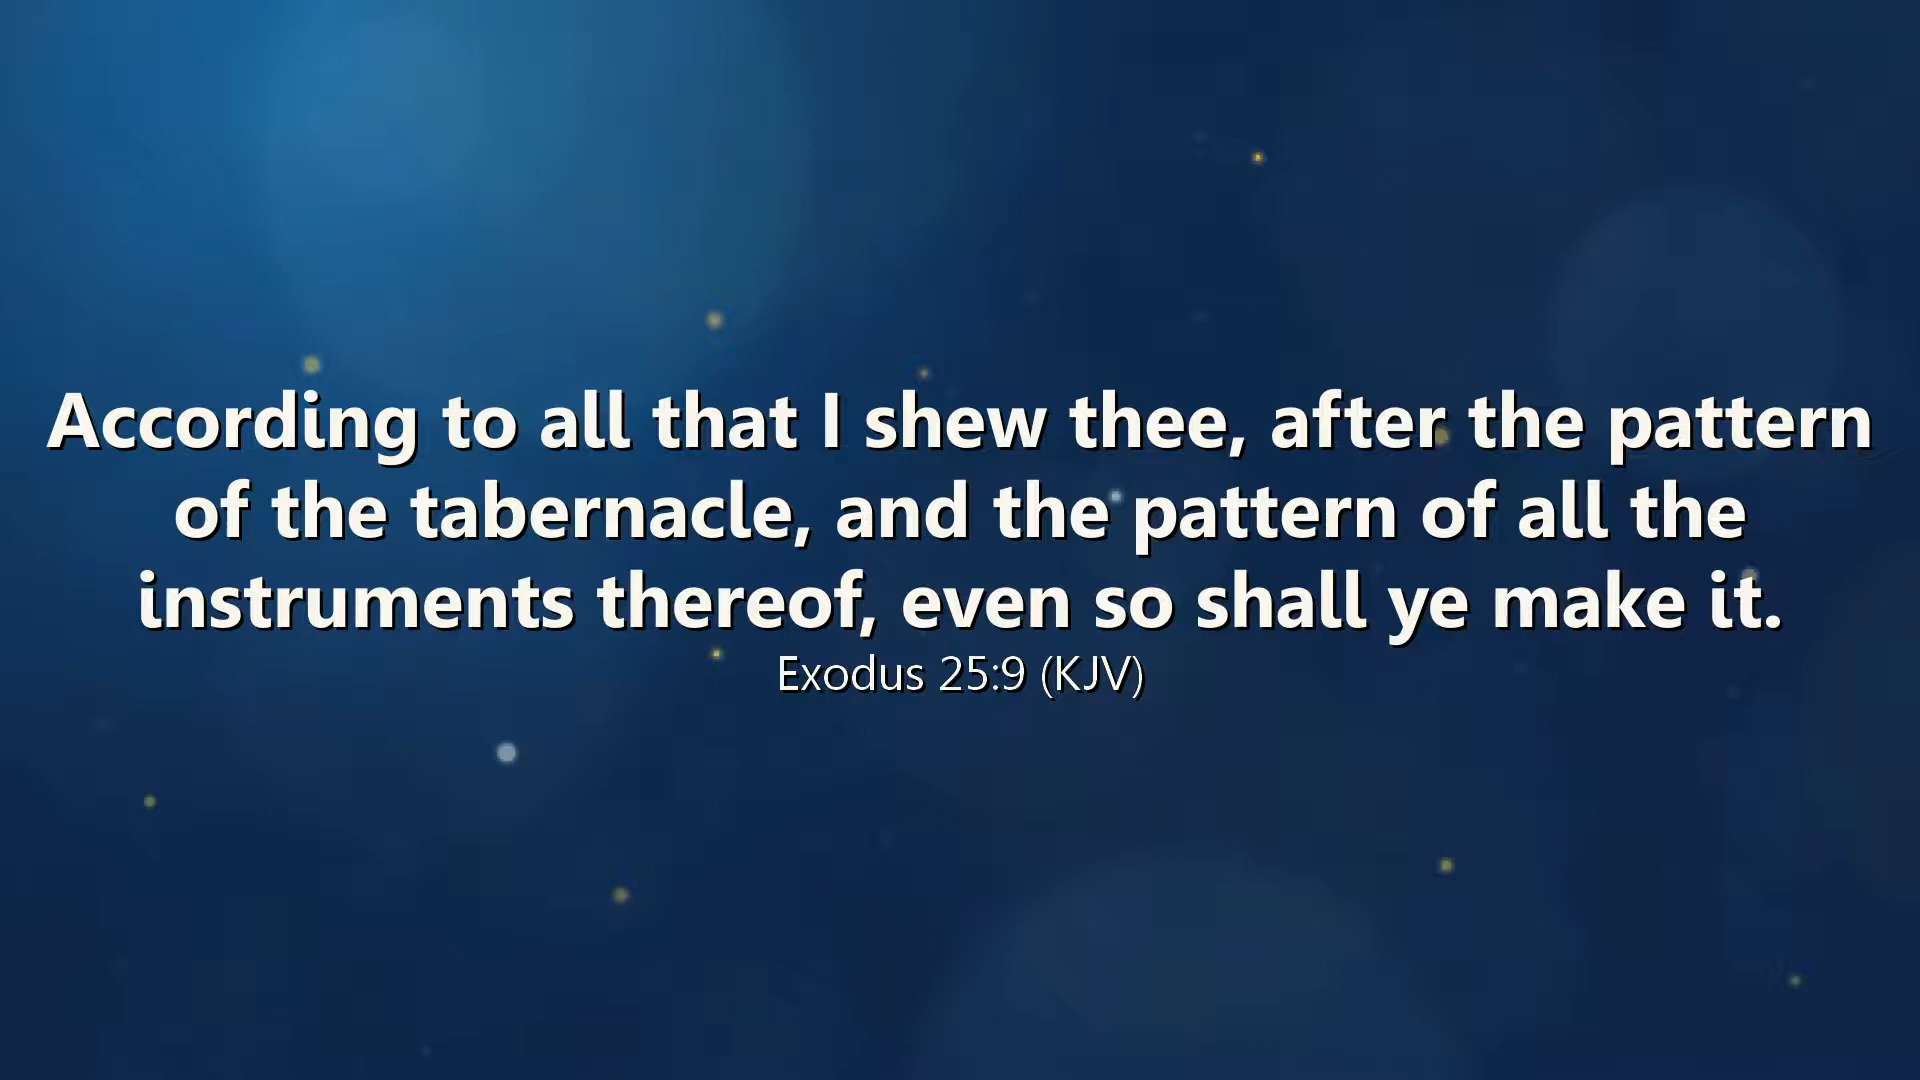 According to all that I shew thee, after the pattern
of the tabernacle, and the pattern of all the
instruments thereof, even so shall ye make it.
Exodus 25:9 (KJV)